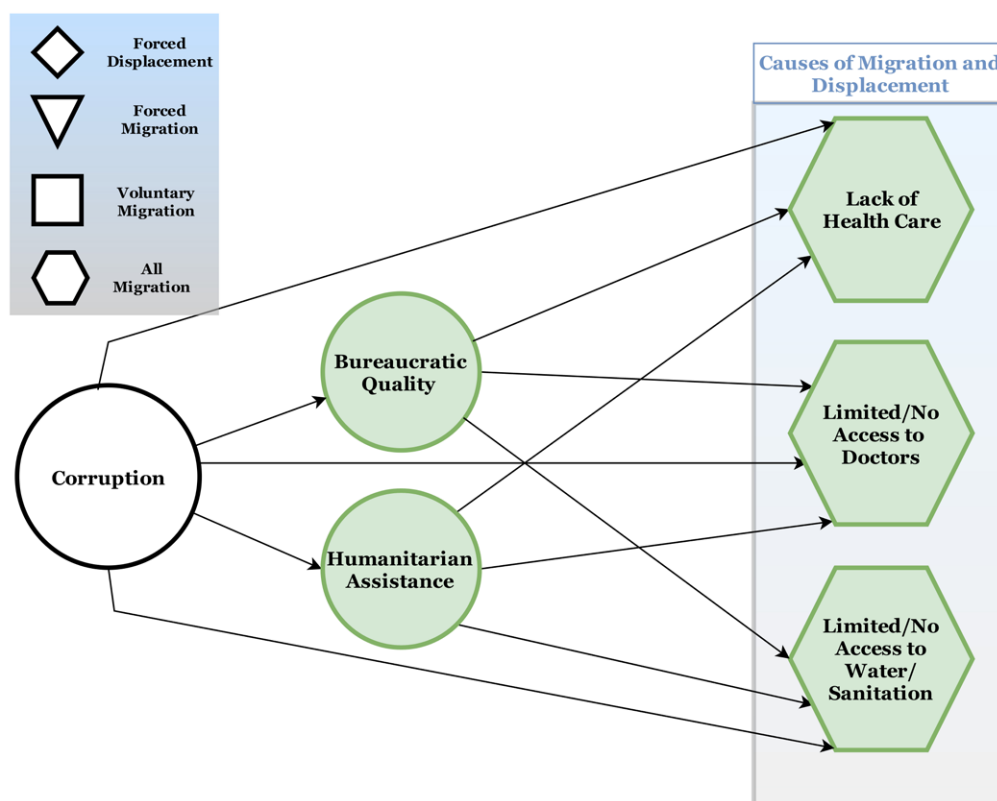 Forced
Displacement
Forced
Migration
Voluntary
Migration
All
Migration
Causes of Migration and
Displacement
Lack of
Health Care
Bureaucratic
Quality
Limited/No
Access to
Doctors
Corruption
Humanitarian
Assistance
Limited/No
Access to
Water/
Sanitation